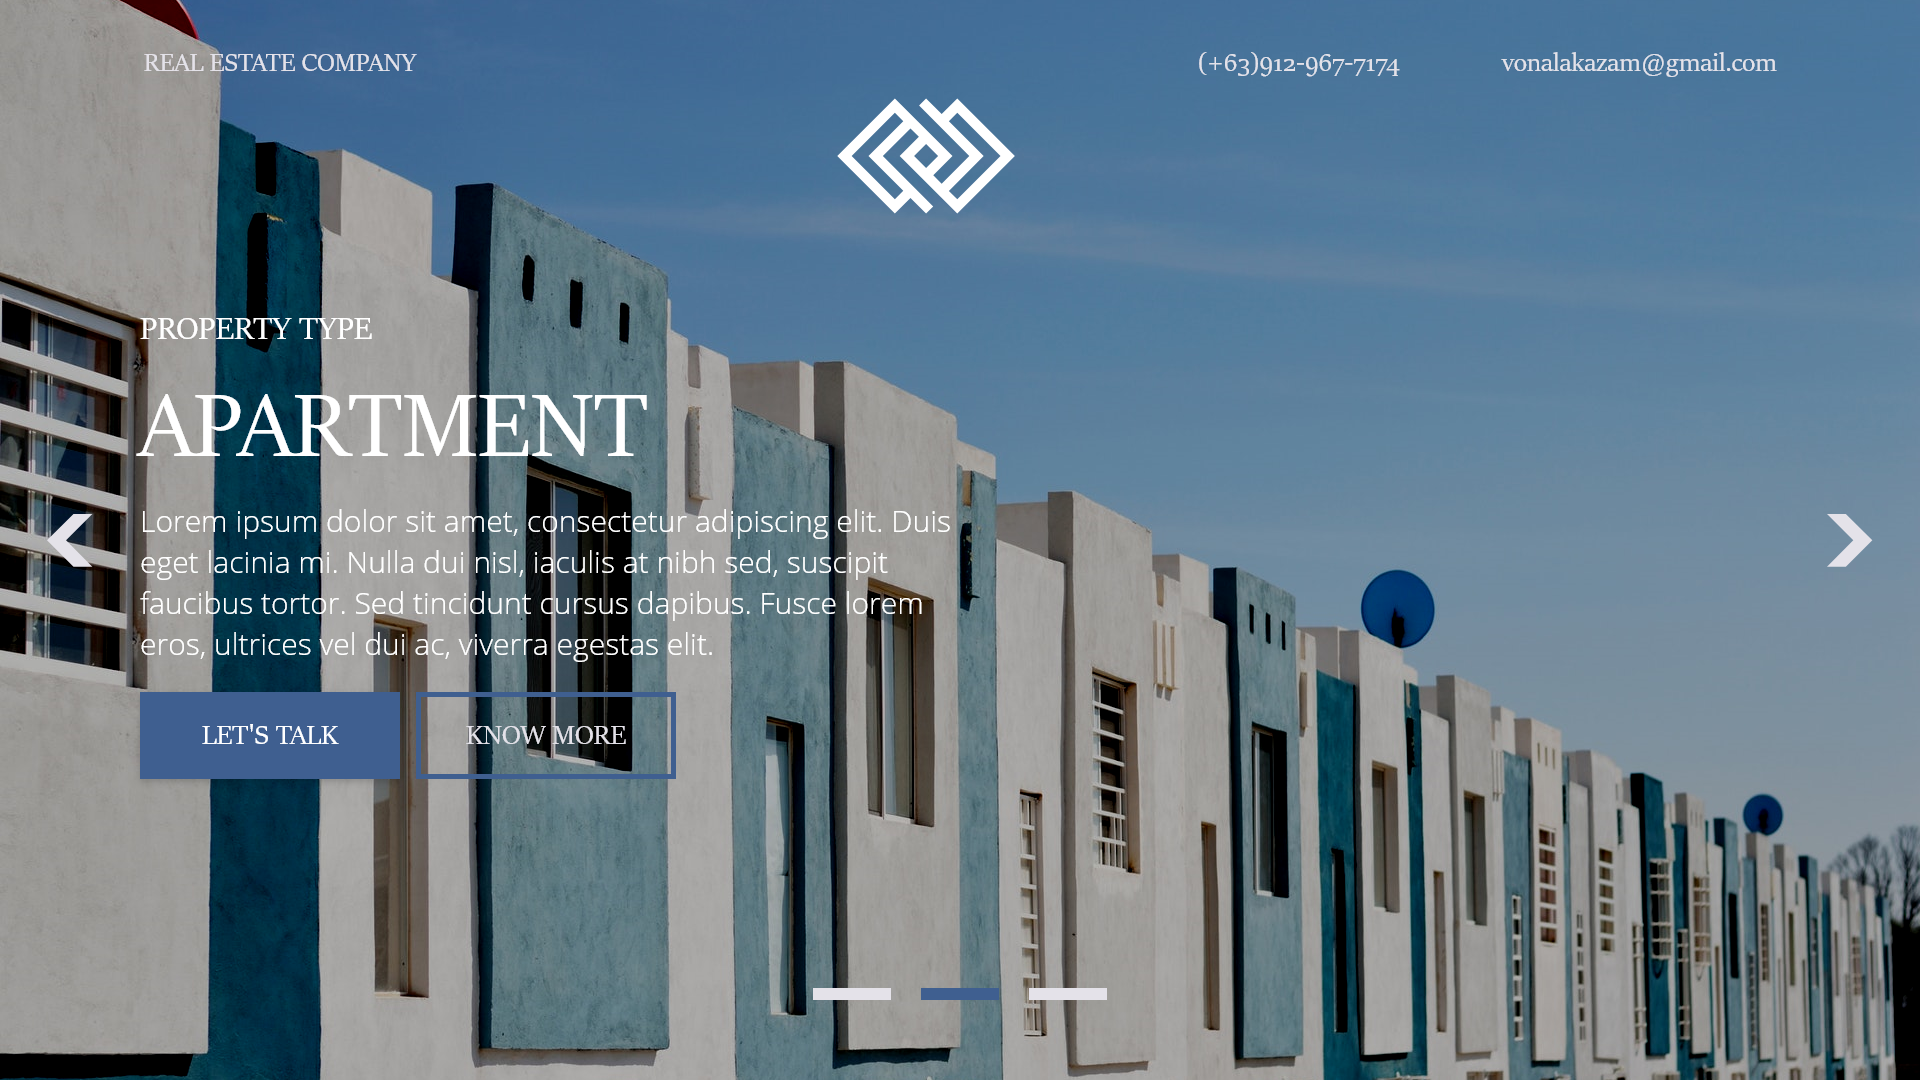 REAL ESTATE COMPANY
(+63)912-967-7174
vonalakazam@gmail.com
PROPERTY TYPE
APARTMENT
Lorem ipsum dolor sit amet, consectetur adipiscing elit. Duis
eget lacinia mi. Nulla dui nisl, iaculis at nibh sed, suscipit
faucibus tortor. Sed tincidunt cursus dapibus. Fusce lorem
eros, ultrices vel dui ac, viverra egestas elit.
LET'S TALK
KNOW MORE